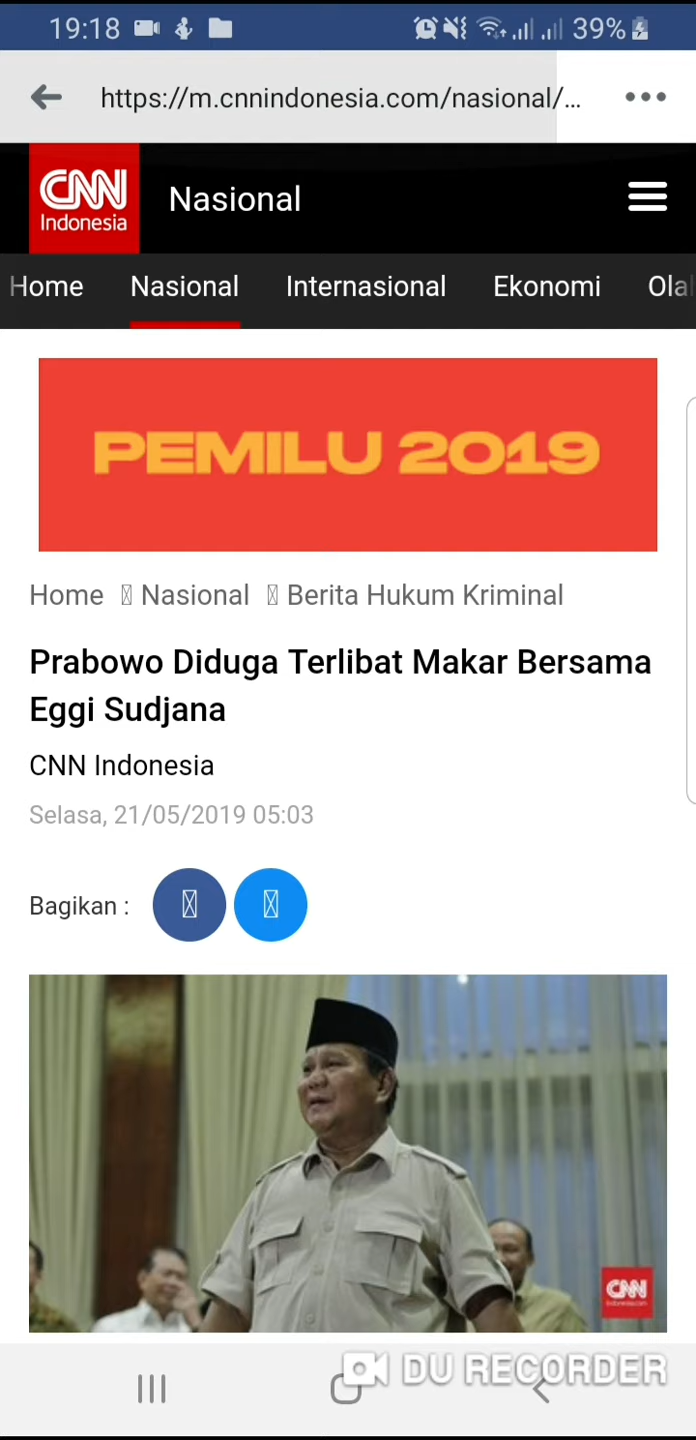 19:18 39%
https://m.cnnindonesia.com/nasional/...
CNN
Indonesia
Nasional
Home Nasional Internasional Ekonomi Ola
PEMILU 2019
Home Nasional Berita Hukum Kriminal
Prabowo Diduga Terlibat Makar Bersama
Eggi Sudjana
CNN Indonesia
Selasa, 21/05/2019 05:03
Bagikan :
CNN
DU RECORDER